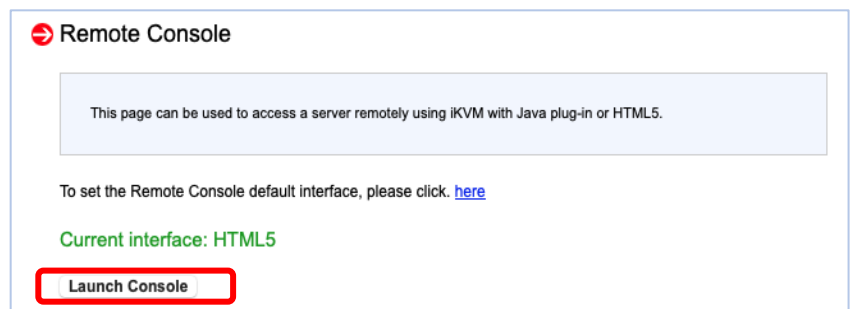 Remote Console
This page can be used to access a server remotely using iKVM with Java plug-in or HTML5.
To set the Remote Console default interface, please click. here
Current interface: HTML5
Launch Console